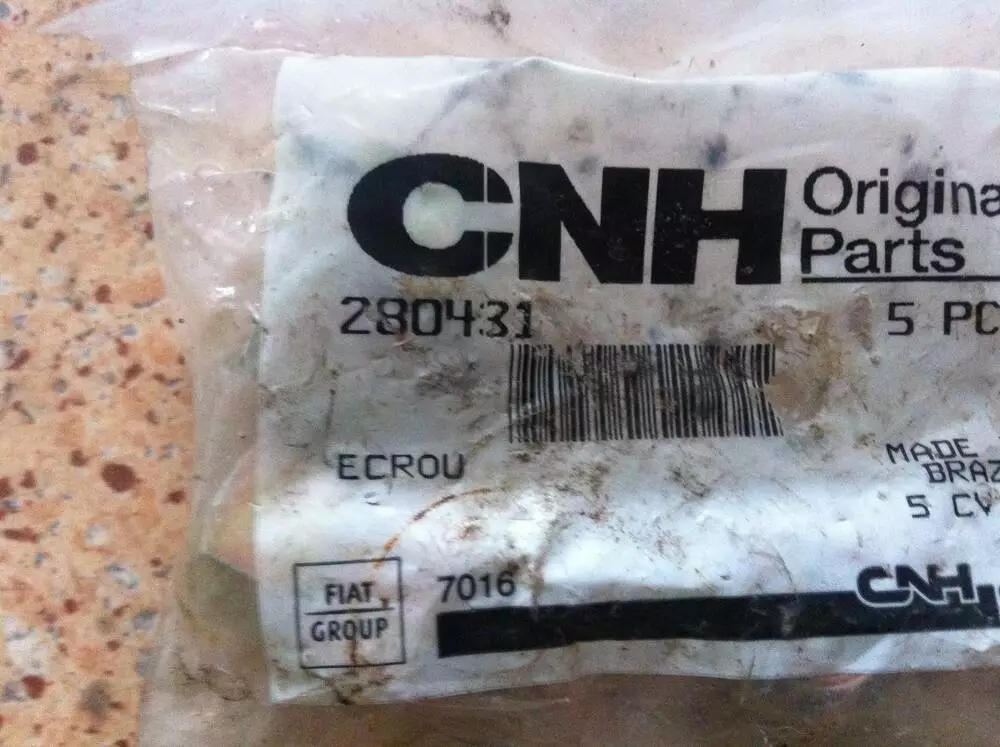 CNH Origina
Parts
280431 5 PC
ECROU
MADE
BRAZ
5 CV
FIAT
GROUP
7016
CNH